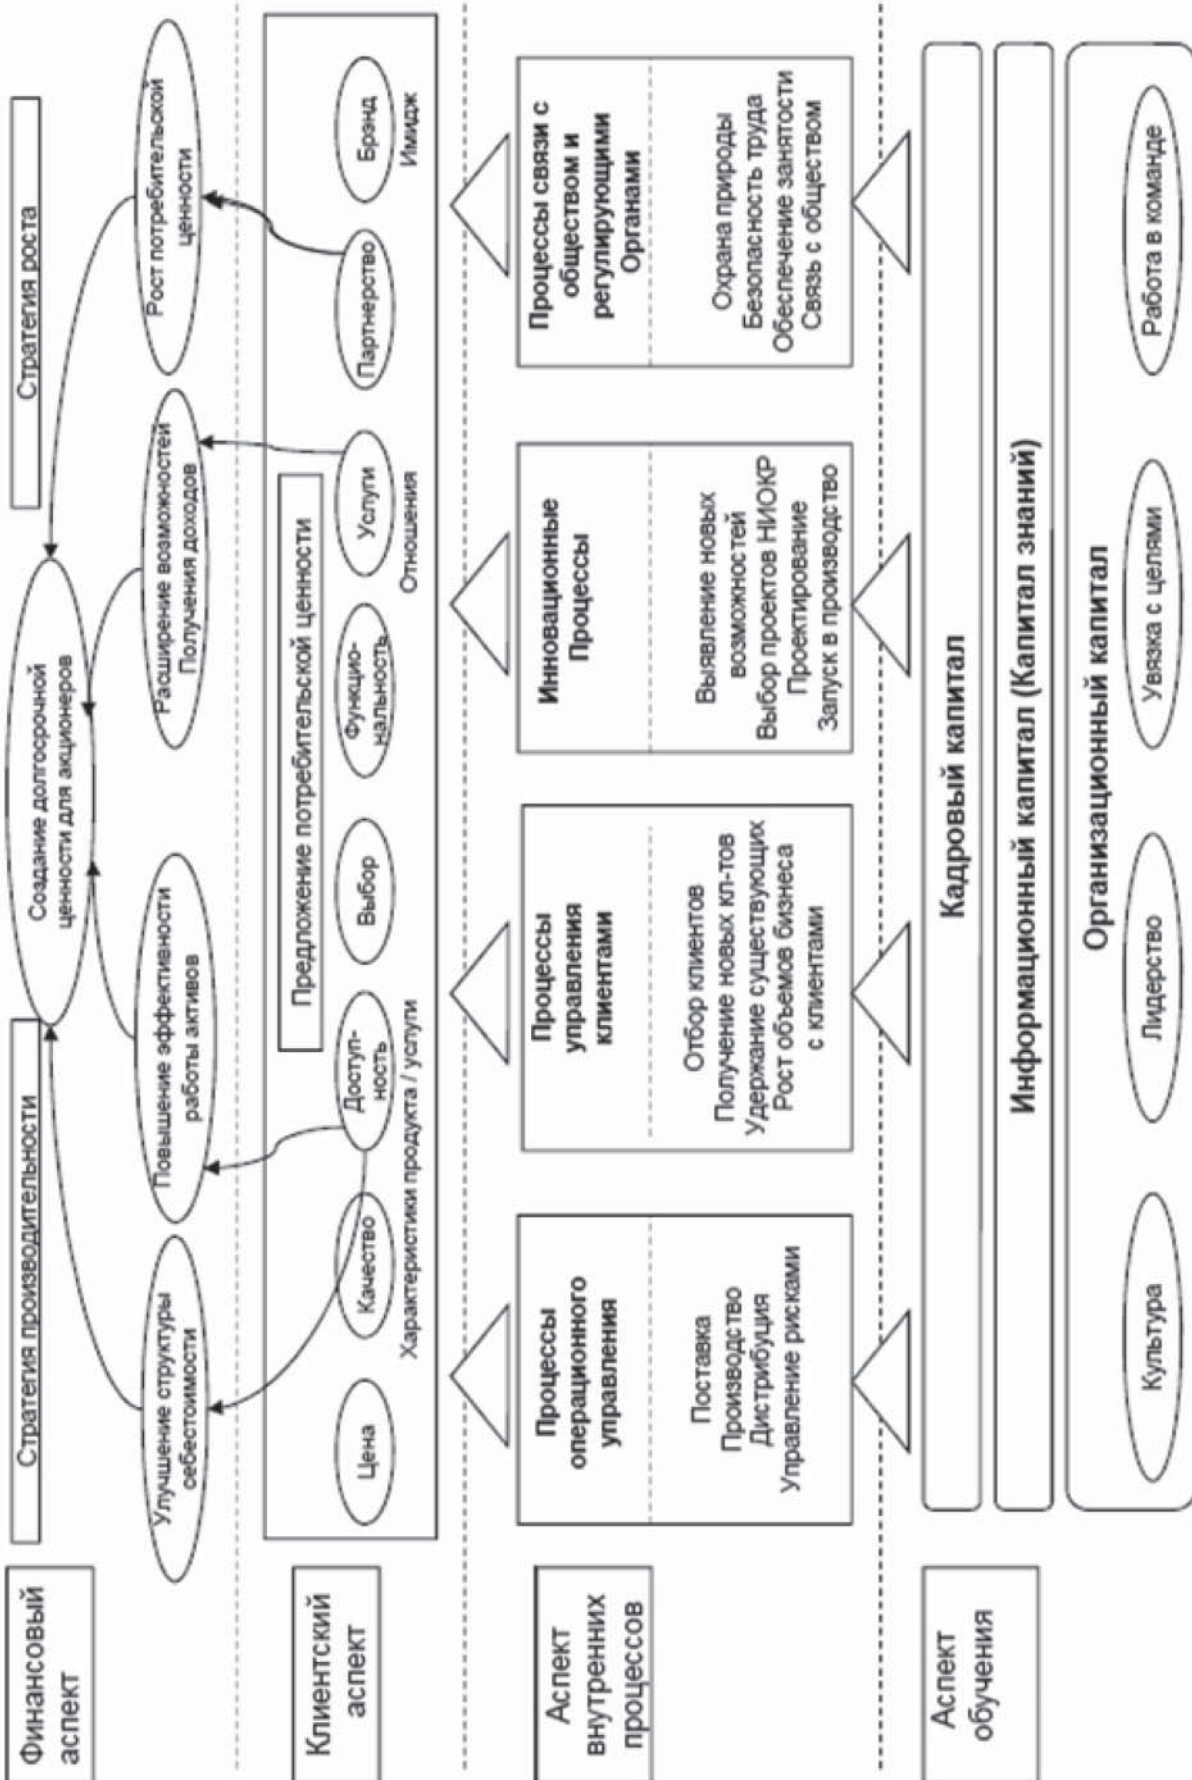 Финансовый
аспект
Стратегия производительности
Стратегия роста
Создание долгосрочной
ценности для акционеров
Улучшение структуры
себестоимости
Повышение эффективности
работы активов
Расширение возможностей
Получения доходов
Рост потребительской
ценности
Клиентский
аспект
Предложение потребительской ценности
Цена
Качество
Доступ-
ность
Выбор
Функцио-
нальность
Услуги
Партнерство
Брэнд
Характеристики продукта / услуги
Отношения
Имидж
Аспект
внутренних
процессов
Процессы
операционного
управления
Поставка
Производство
Дистрибуция
Управление рисками
Процессы
управления
клиентами
Отбор клиентов
Получение новых кл-тов
Удержание существующих
Рост объемов бизнеса
с клиентами
Инновационные
Процессы
Выявление новых
возможностей
Выбор проектов НИОКР
Проектирование
Запуск в производство
Процессы связи с
обществом и
регулирующими
Органами
Охрана природы
Безопасность труда
Обеспечение занятости
Связь с обществом
Аспект
обучения
Кадровый капитал
Информационный капитал (Капитал знаний)
Организационный капитал
Культура
Лидерство
Увязка с целями
Работа в команде